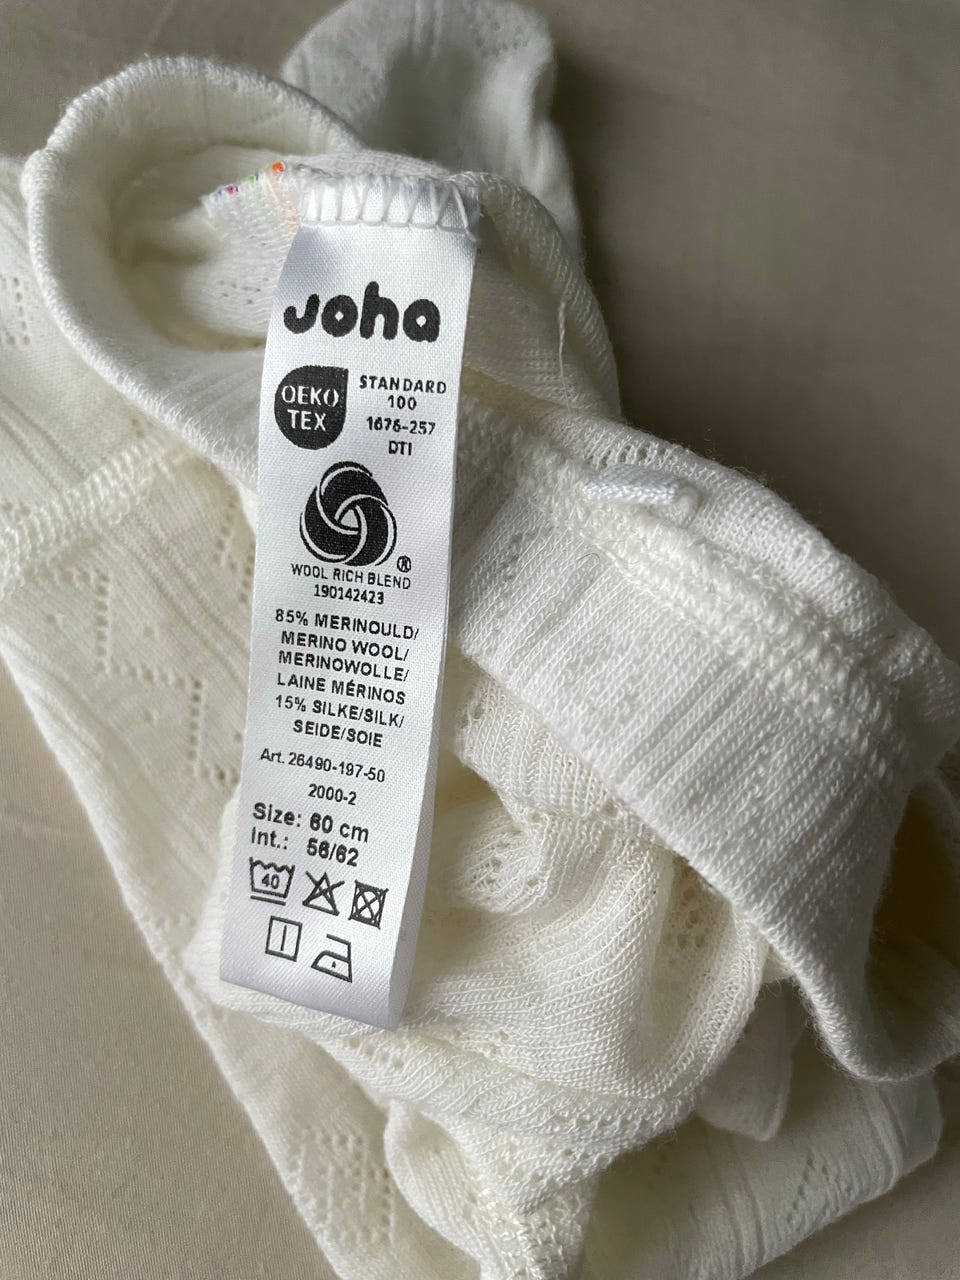 joha
OEKO
TEX
STANDARD
100
1676-257
DTI
®
WOOL RICH BLEND
190142423
85% MERINOULD/
MERINO WOOL/
MERINOWOLLE/
LAINE MÉRINOS
15% SILKE/SILK/
SEIDE/SOIE
Art. 26490-197-50
2000-2
Size: 60 cm
Int.: 56/62
40